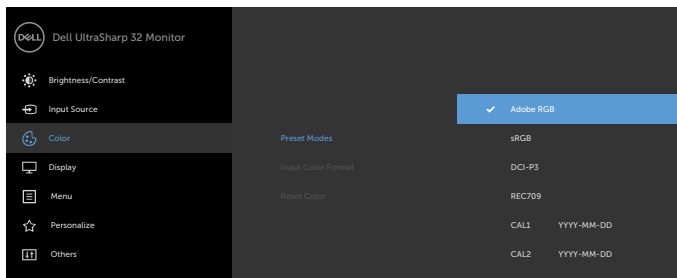 DELL Dell UltraSharp 32 Monitor
Brightness/Contrast
Input Source Adobe RGB
Color Preset Modes sRGB
Display Input Color Format DCI-P3
Menu Reset Color REC709
Personalize CAL1 YYYY-MM-DD
Others CAL2 YYYY-MM-DD